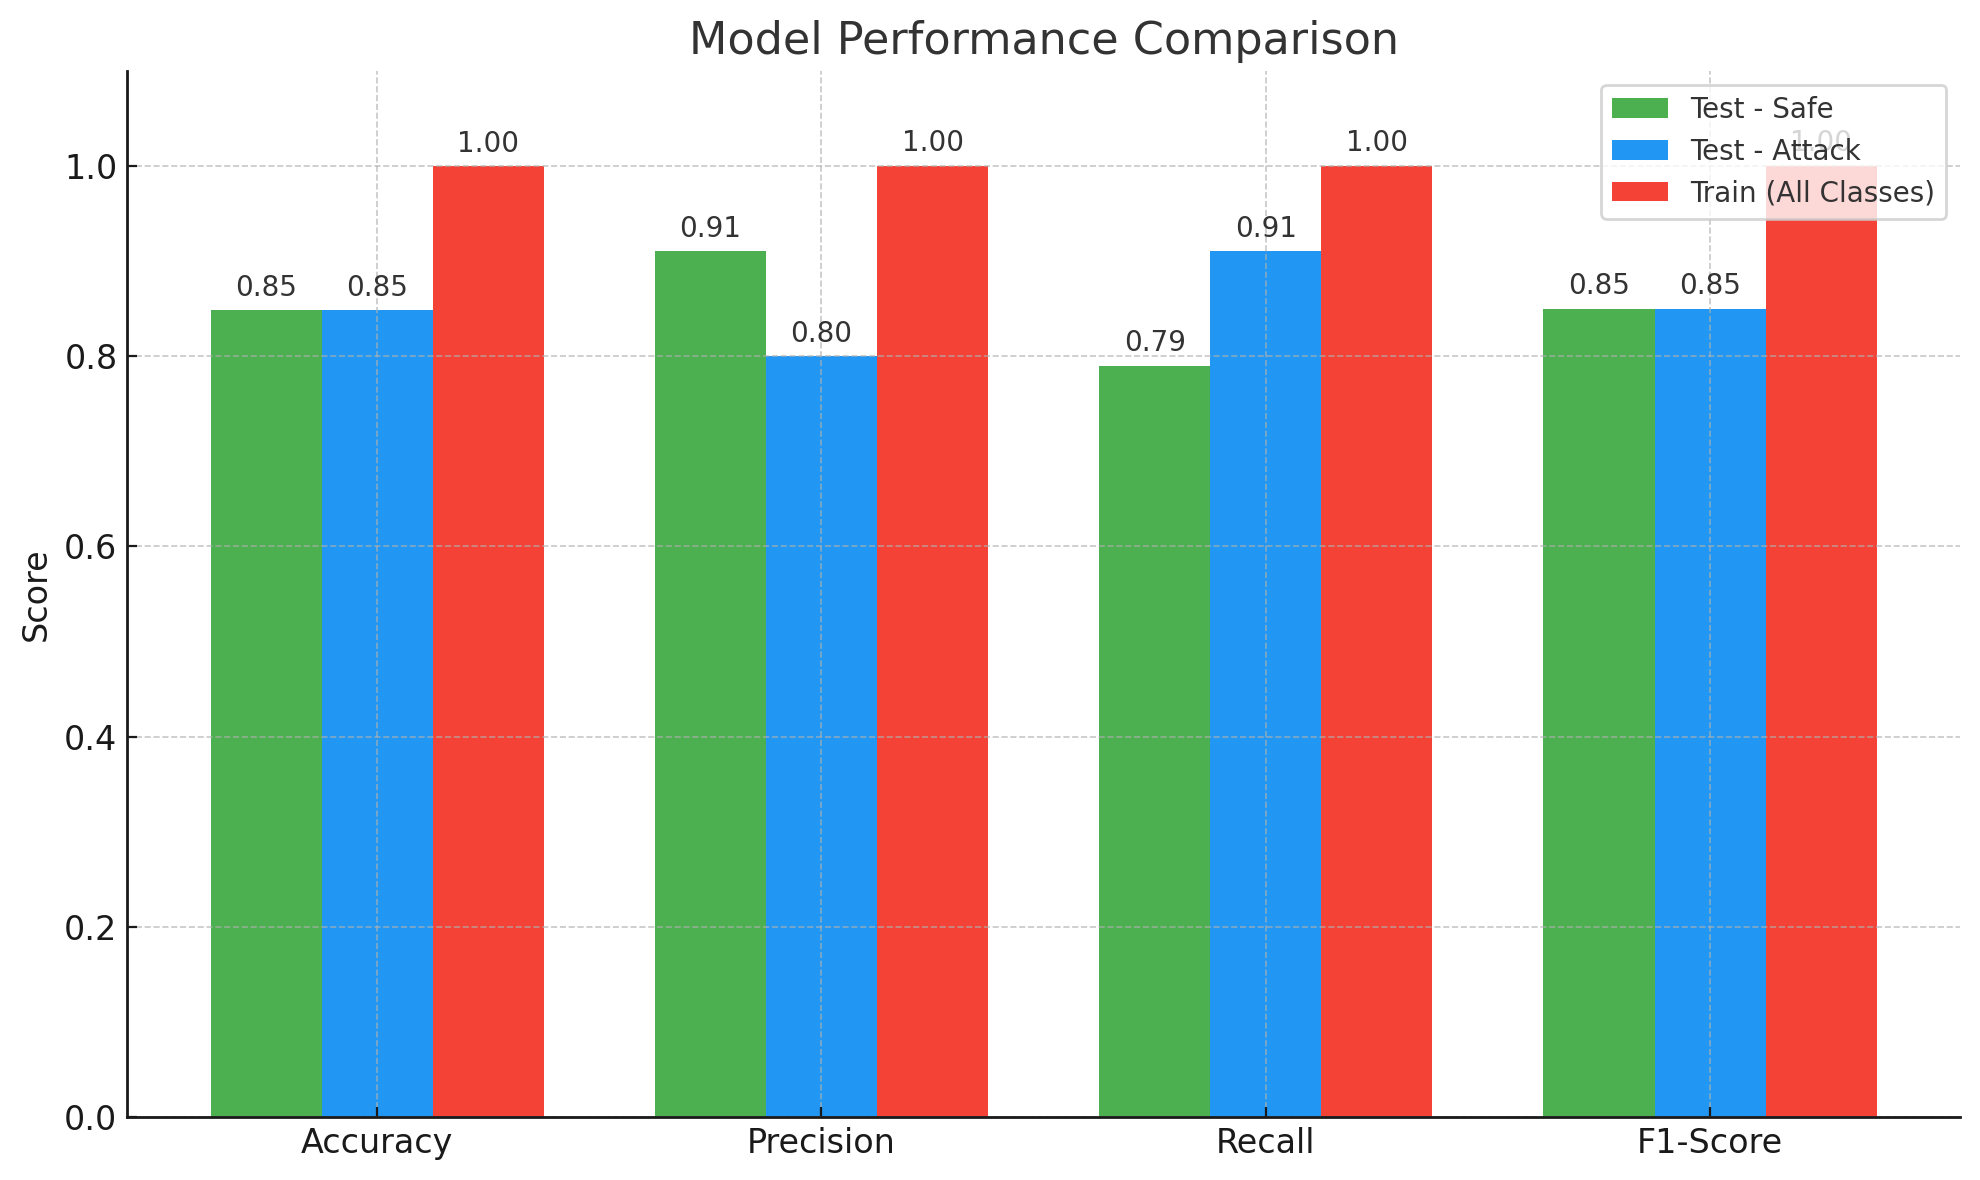 Model Performance Comparison
Test - Safe
Test - Attack
Train (All Classes)
1.00
1.00
1.00
1.00
0.91
0.91
0.85
0.85
0.80
0.79
0.85
0.85
1.0
0.8
0.6
0.4
0.2
0.0
Score
Accuracy
Precision
Recall
F1-Score